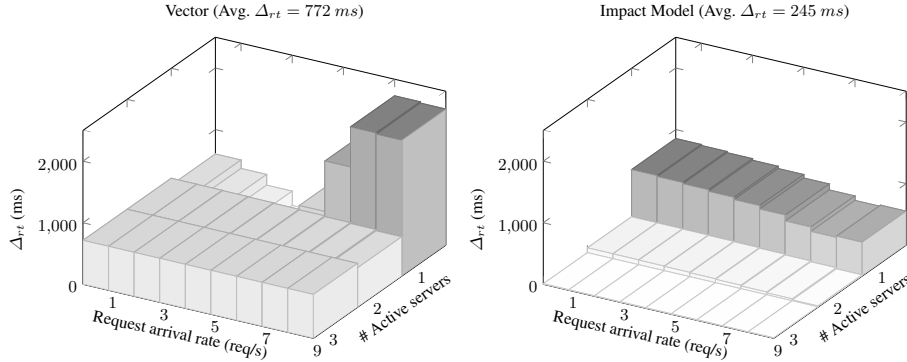 Vector (Avg. Δrt = 772 ms)
2,000
1,000
0
Δrt (ms)
1
3
5
7
9
Request arrival rate (req/s)
3
2
1
# Active servers
Impact Model (Avg. Δrt = 245 ms)
2,000
1,000
0
Δrt (ms)
1
3
5
7
9
Request arrival rate (req/s)
3
2
1
# Active servers